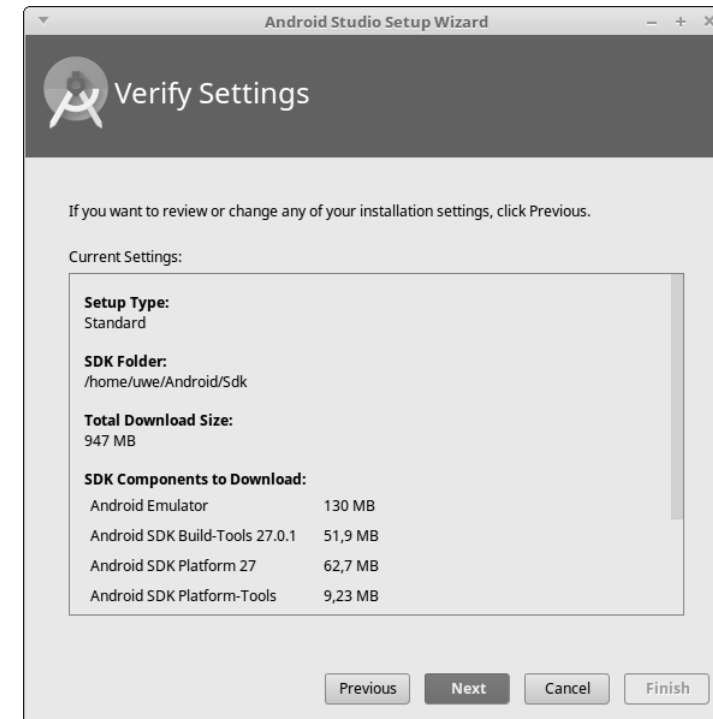 Android Studio Setup Wizard
Verify Settings
If you want to review or change any of your installation settings, click Previous.
Current Settings:
Setup Type:
Standard
SDK Folder:
/home/uwe/Android/Sdk
Total Download Size:
947 MB
SDK Components to Download:
Android Emulator 130 MB
Android SDK Build-Tools 27.0.1 51,9 MB
Android SDK Platform 27 62,7 MB
Android SDK Platform-Tools 9,23 MB
Previous Next Cancel Finish